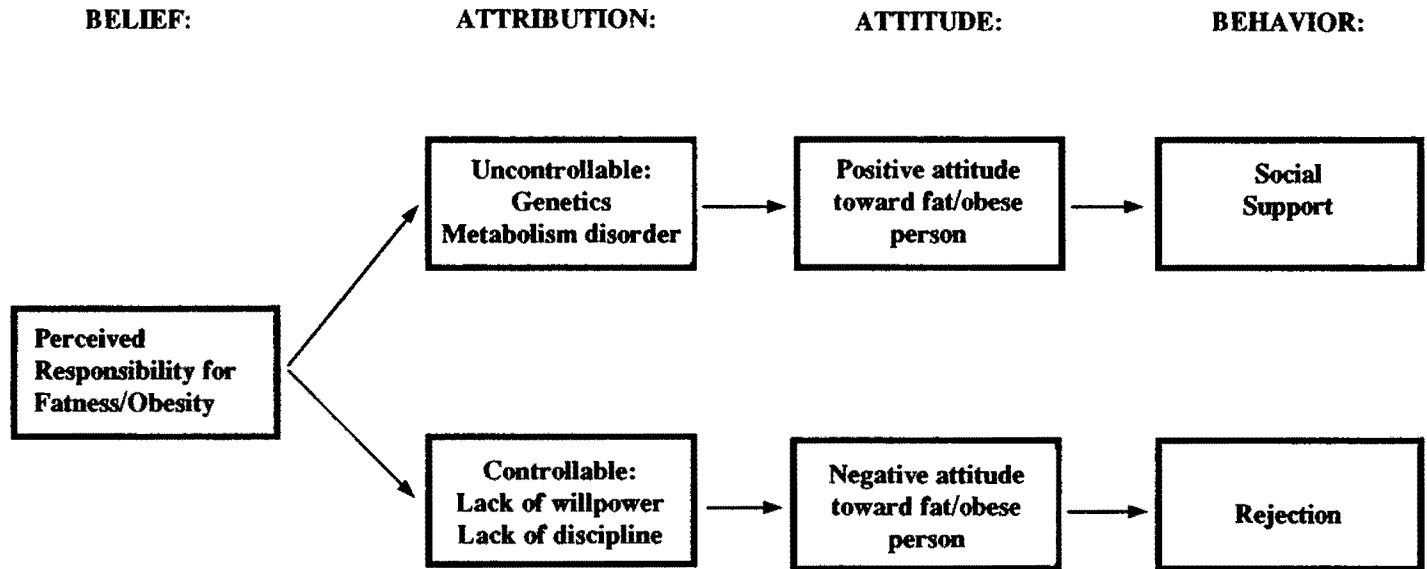 BELIEF:
ATTRIBUTION:
ATTITUDE:
BEHAVIOR:
Uncontrollable:
Genetics
Metabolism disorder
Positive attitude
toward fat/obese
person
Social
Support
Perceived
Responsibility for
Fatness/Obesity
Controllable:
Lack of willpower
Lack of discipline
Negative attitude
toward fat/obese
person
Rejection